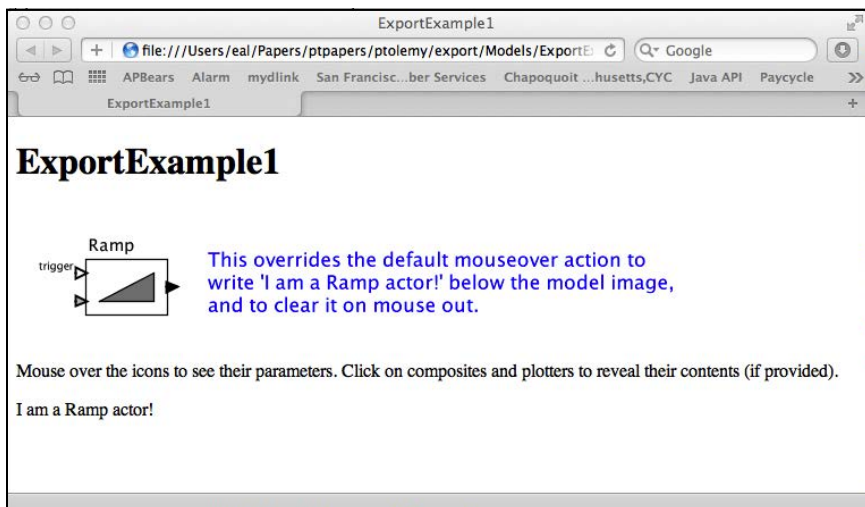 ExportExample1
file:///Users/eal/Papers/ptpapers/ptolemy/export/Models/ExportE
Google
APBears Alarm mydlink San Francisc...ber Services Chapoquoit ...husetts,CYC Java API Paycycle
ExportExample1
ExportExample1
Ramp
trigger
This overrides the default mouseover action to
write 'I am a Ramp actor!' below the model image,
and to clear it on mouse out.
Mouse over the icons to see their parameters. Click on composites and plotters to reveal their contents (if provided).
I am a Ramp actor!